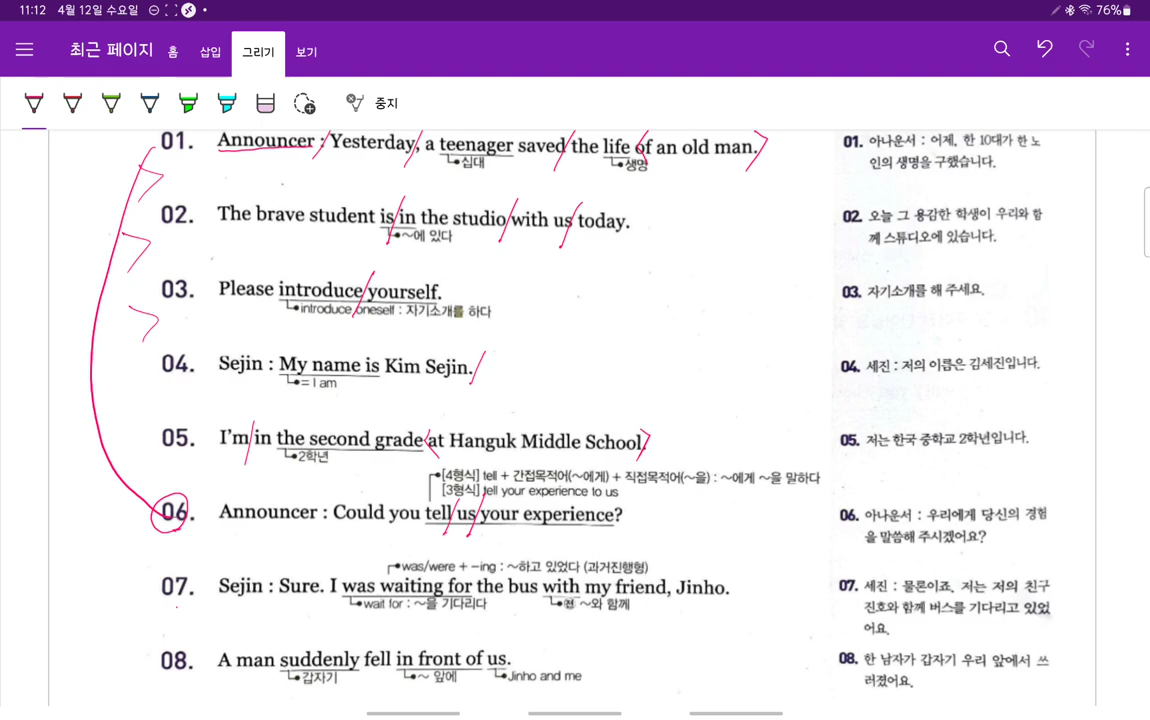 11:12 4월 12일 수요일
76%
최근 페이지 홈 삽입 그리기 보기
중지
01. Announcer : Yesterday, a teenager saved the life of an old man.
십대 생명
01. 아나운서 : 어제, 한 10대가 한 노
인의 생명을 구했습니다.
02. The brave student is in the studio with us today.
~에 있다
02. 오늘 그 용감한 학생이 우리와 함
께 스튜디오에 있습니다.
03. Please introduce yourself.
introduce oneself : 자기소개를 하다
03. 자기소개를 해 주세요.
04. Sejin : My name is Kim Sejin.
= I am
04. 세진 : 저의 이름은 김세진입니다.
05. I'm in the second grade at Hanguk Middle School.
2학년
05. 저는 한국 중학교 2학년입니다.
[4형식] tell + 간접목적어(~에게) + 직접목적어(~을) : ~에게 ~을 말하다
[3형식] tell your experience to us
06. Announcer : Could you tell us your experience?
06. 아나운서 : 우리에게 당신의 경험
을 말씀해 주시겠어요?
was/were + -ing : ~하고 있었다 (과거진행형)
07. Sejin : Sure. I was waiting for the bus with my friend, Jinho.
wait for : ~을 기다리다 전 ~와 함께
07. 세진 : 물론이죠. 저는 저의 친구
진호와 함께 버스를 기다리고 있었
어요.
08. A man suddenly fell in front of us.
갑자기 ~ 앞에 Jinho and me
08. 한 남자가 갑자기 우리 앞에서 쓰
러졌어요.